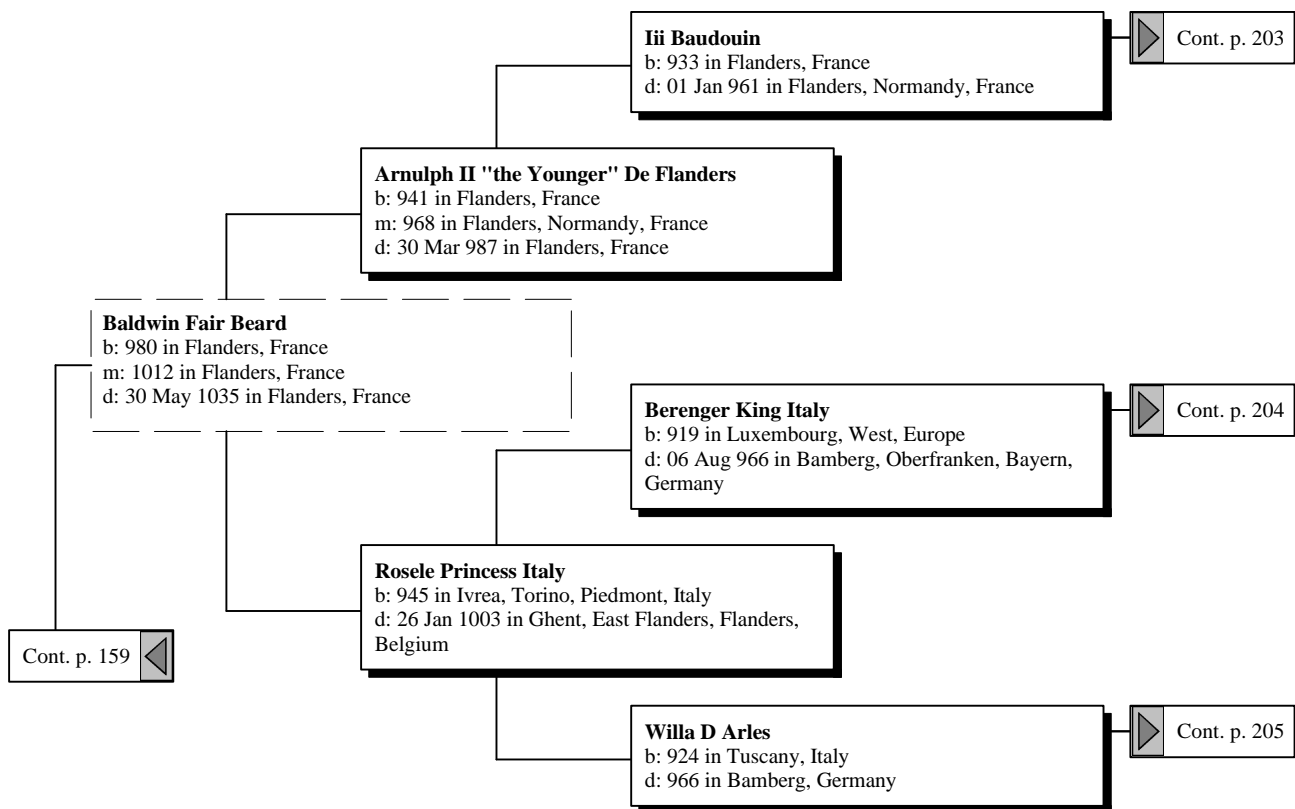 Iii Baudouin
b: 933 in Flanders, France
d: 01 Jan 961 in Flanders, Normandy, France
Cont. p. 203
Arnulph II "the Younger" De Flanders
b: 941 in Flanders, France
m: 968 in Flanders, Normandy, France
d: 30 Mar 987 in Flanders, France
Baldwin Fair Beard
b: 980 in Flanders, France
m: 1012 in Flanders, France
d: 30 May 1035 in Flanders, France
Berenger King Italy
b: 919 in Luxembourg, West, Europe
d: 06 Aug 966 in Bamberg, Oberfranken, Bayern,
Germany
Cont. p. 204
Rosele Princess Italy
b: 945 in Ivrea, Torino, Piedmont, Italy
d: 26 Jan 1003 in Ghent, East Flanders, Flanders,
Belgium
Cont. p. 159
Willa D Arles
b: 924 in Tuscany, Italy
d: 966 in Bamberg, Germany
Cont. p. 205